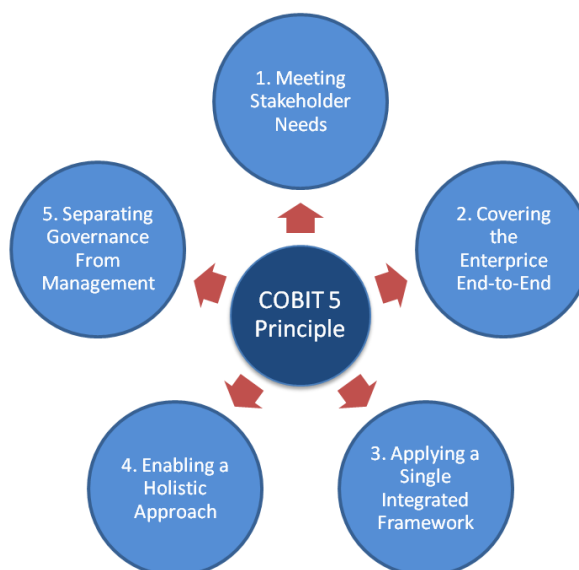 1. Meeting
Stakeholder
Needs
5. Separating
Governance
From
Management
2. Covering
the
Enterprice
End-to-End
COBIT 5
Principle
4. Enabling a
Holistic
Approach
3. Applying a
Single
Integrated
Framework